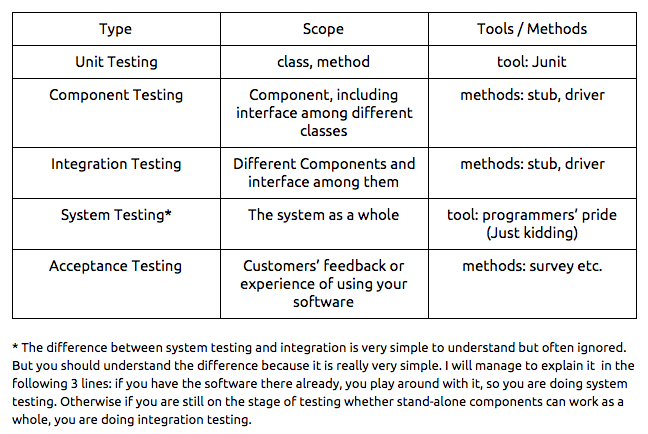 Type Scope Tools / Methods
Unit Testing class, method tool: Junit
Component Testing Component, including methods: stub, driver
interface among different
classes
Integration Testing Different Components and methods: stub, driver
interface among them
System Testing* The system as a whole tool: programmers’ pride
(Just kidding)
Acceptance Testing Customers’ feedback or methods: survey etc.
experience of using your
software
* The difference between system testing and integration is very simple to understand but often ignored.
But you should understand the difference because it is really very simple. I will manage to explain it in the
following 3 lines: if you have the software there already, you play around with it, so you are doing system
testing. Otherwise if you are still on the stage of testing whether stand-alone components can work as a
whole, you are doing integration testing.